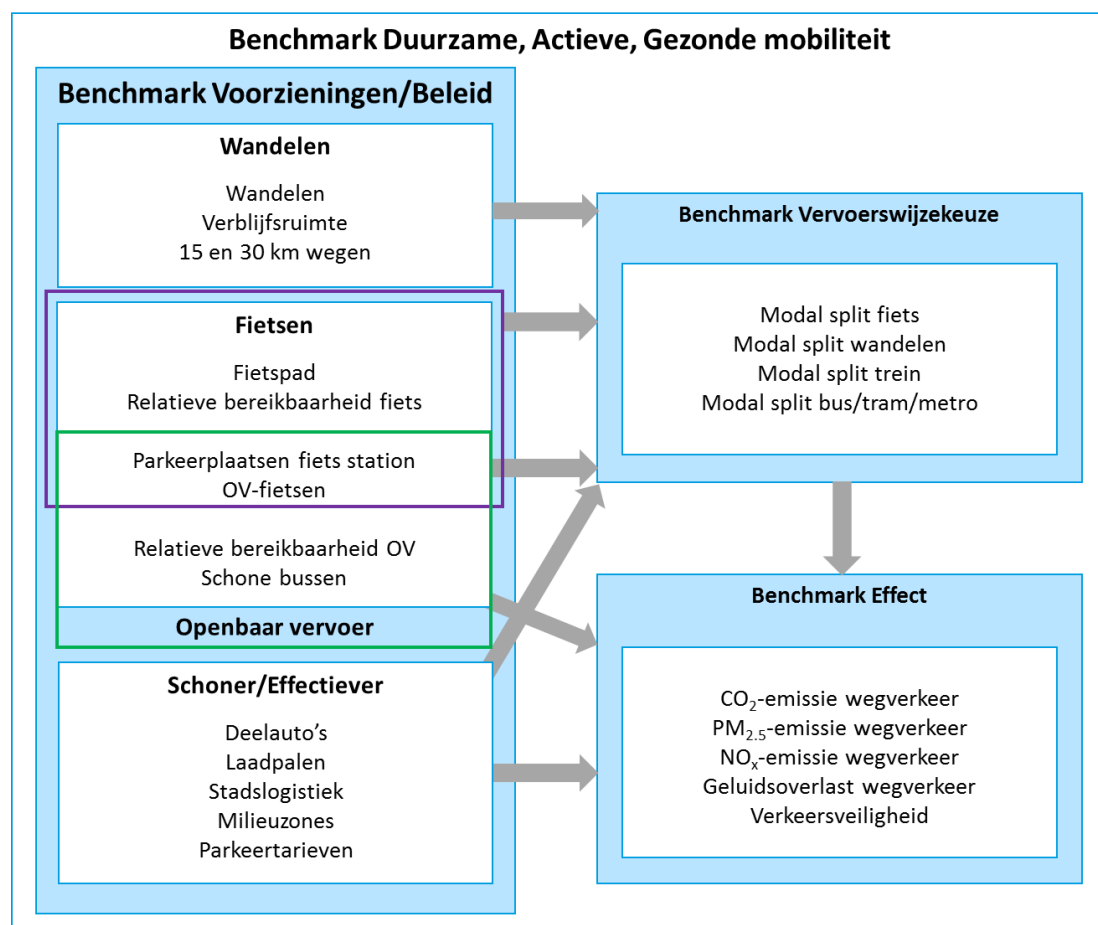 Benchmark Duurzame, Actieve, Gezonde mobiliteit
Benchmark Voorzieningen/Beleid
Wandelen
Wandelen
Verblijfsruimte
15 en 30 km wegen
Fietsen
Fietspad
Relatieve bereikbaarheid fiets
Parkeerplaatsen fiets station
OV-fietsen
Relatieve bereikbaarheid OV
Schone bussen
Openbaar vervoer
Schoner/Effectiever
Deelauto’s
Laadpalen
Stadslogistiek
Milieuzones
Parkeertarieven
Benchmark Vervoerswijzekeuze
Modal split fiets
Modal split wandelen
Modal split trein
Modal split bus/tram/metro
Benchmark Effect
CO₂-emissie wegverkeer
PM₂.₅-emissie wegverkeer
NOₓ-emissie wegverkeer
Geluidsoverlast wegverkeer
Verkeersveiligheid